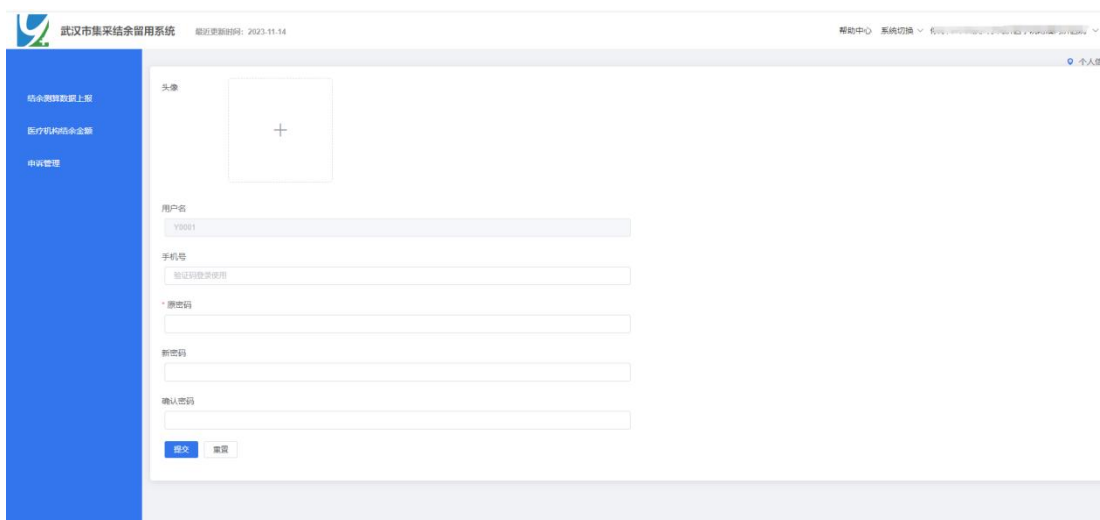 武汉市集采结余留用系统 最近更新时间：2023-11-14 帮助中心 系统切换
个人信
结余测算数据上报
医疗机构结余金额
申诉管理
头像
用户名
Y0001
手机号
验证码登录使用
* 原密码
新密码
确认密码
提交 重置